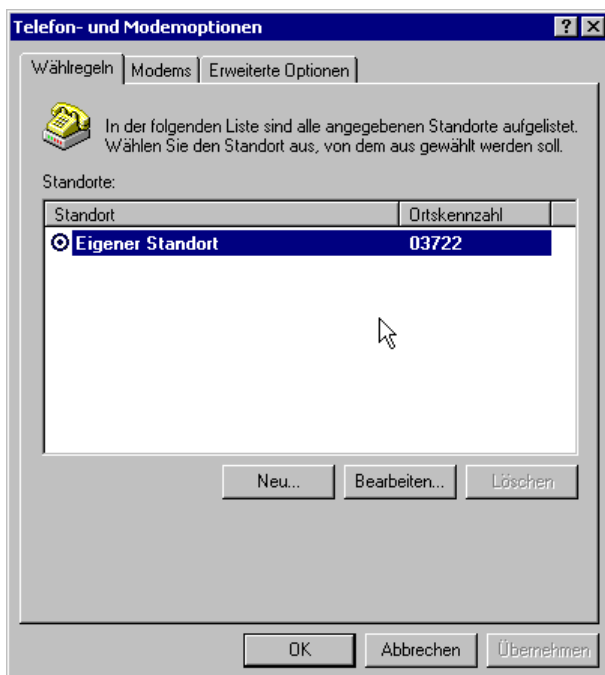 Telefon- und Modemoptionen
Wählregeln Modems Erweiterte Optionen
In der folgenden Liste sind alle angegebenen Standorte aufgelistet.
Wählen Sie den Standort aus, von dem aus gewählt werden soll.
Standorte:
Standort Ortskennzahl
Eigener Standort 03722
Neu... Bearbeiten... Löschen
OK Abbrechen Übernehmen